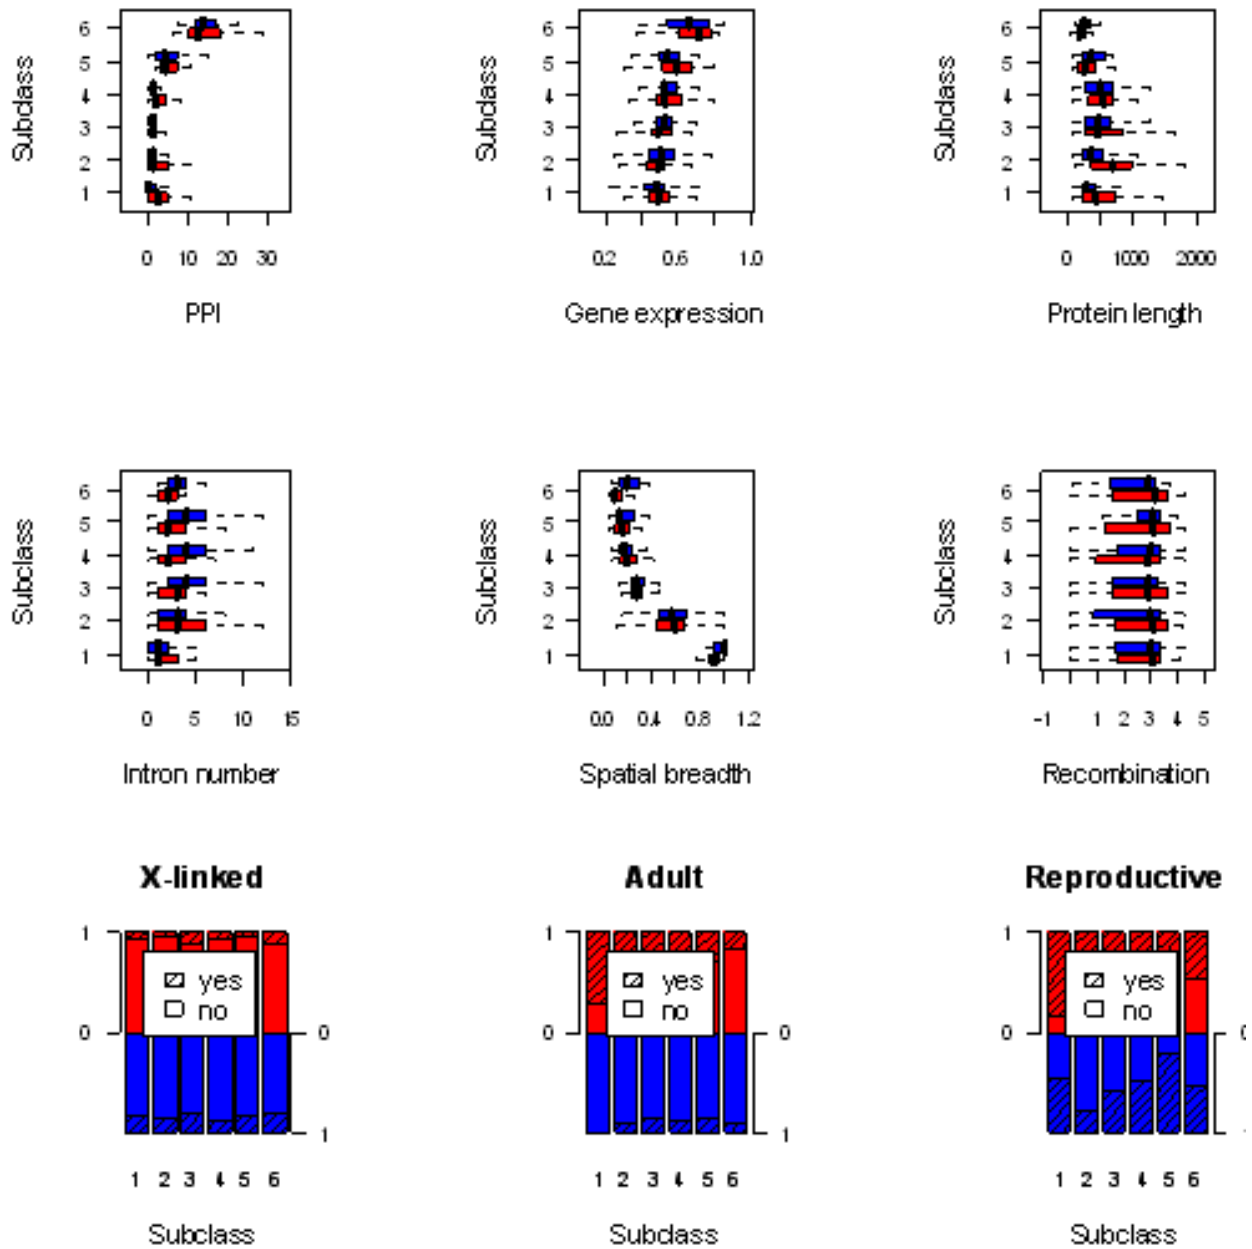 Subclass
6
5
4
3
2
1
0 10 20 30
PPI
Subclass
6
5
4
3
2
1
0.2 0.6 1.0
Gene expression
Subclass
6
5
4
3
2
1
0 1000 2000
Protein length
Subclass
6
5
4
3
2
1
0 5 10 15
Intron number
Subclass
6
5
4
3
2
1
0.0 0.4 0.8 1.2
Spatial breadth
Subclass
6
5
4
3
2
1
-1 1 2 3 4 5
Recombination
X-linked
1
yes
no
0 0
1
1 2 3 4 5 6
Subclass
Adult
1
yes
no
0 0
1
1 2 3 4 5 6
Subclass
Reproductive
1
yes
no
0
1 2 3 4 5 6
Subclass